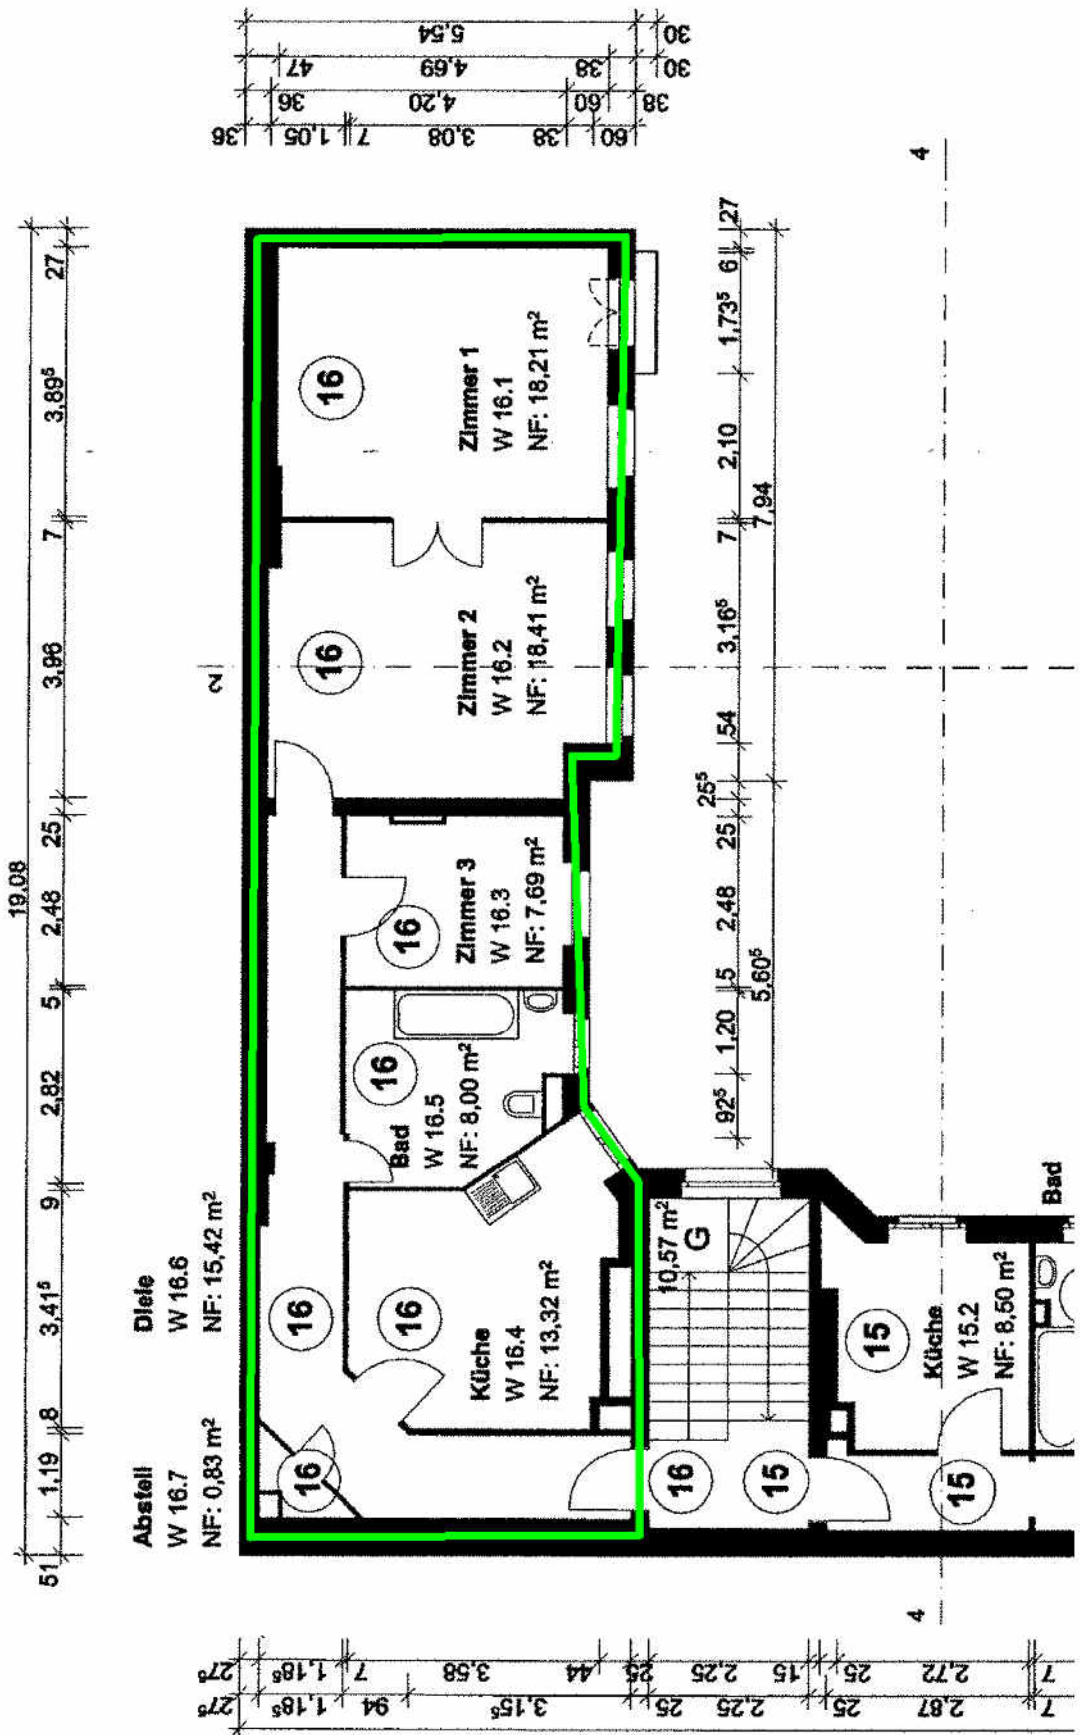 5,54
30
47
4,69
38
30
36
4,20
60
38
36
1,05
7
3,08
38
60
19,08
51
1,19
8
3,41⁵
9
2,82
5
2,48
25
3,96
7
3,89⁵
27
Abstell
W 16.7
NF: 0,83 m²
Diele
W 16.6
NF: 15,42 m²
2
16
Zimmer 1
W 16.1
NF: 18,21 m²
16
Zimmer 2
W 16.2
NF: 18,41 m²
16
Zimmer 3
W 16.3
NF: 7,69 m²
16
Bad
W 16.5
NF: 8,00 m²
16
16
Küche
W 16.4
NF: 13,32 m²
16
16
15
10,57 m²
G
15
Küche
W 15.2
NF: 8,50 m²
15
Bad
92⁵
1,20
5
2,48
25
25⁵
54
3,16⁵
7
2,10
1,73⁵
6
27
5,60⁵
7,94
4
4
27⁵
1,18⁵
7
3,58
44
25
2,25
15
25
2,72
7
27⁵
1,18⁵
94
3,15⁵
25
2,25
25
2,87
7